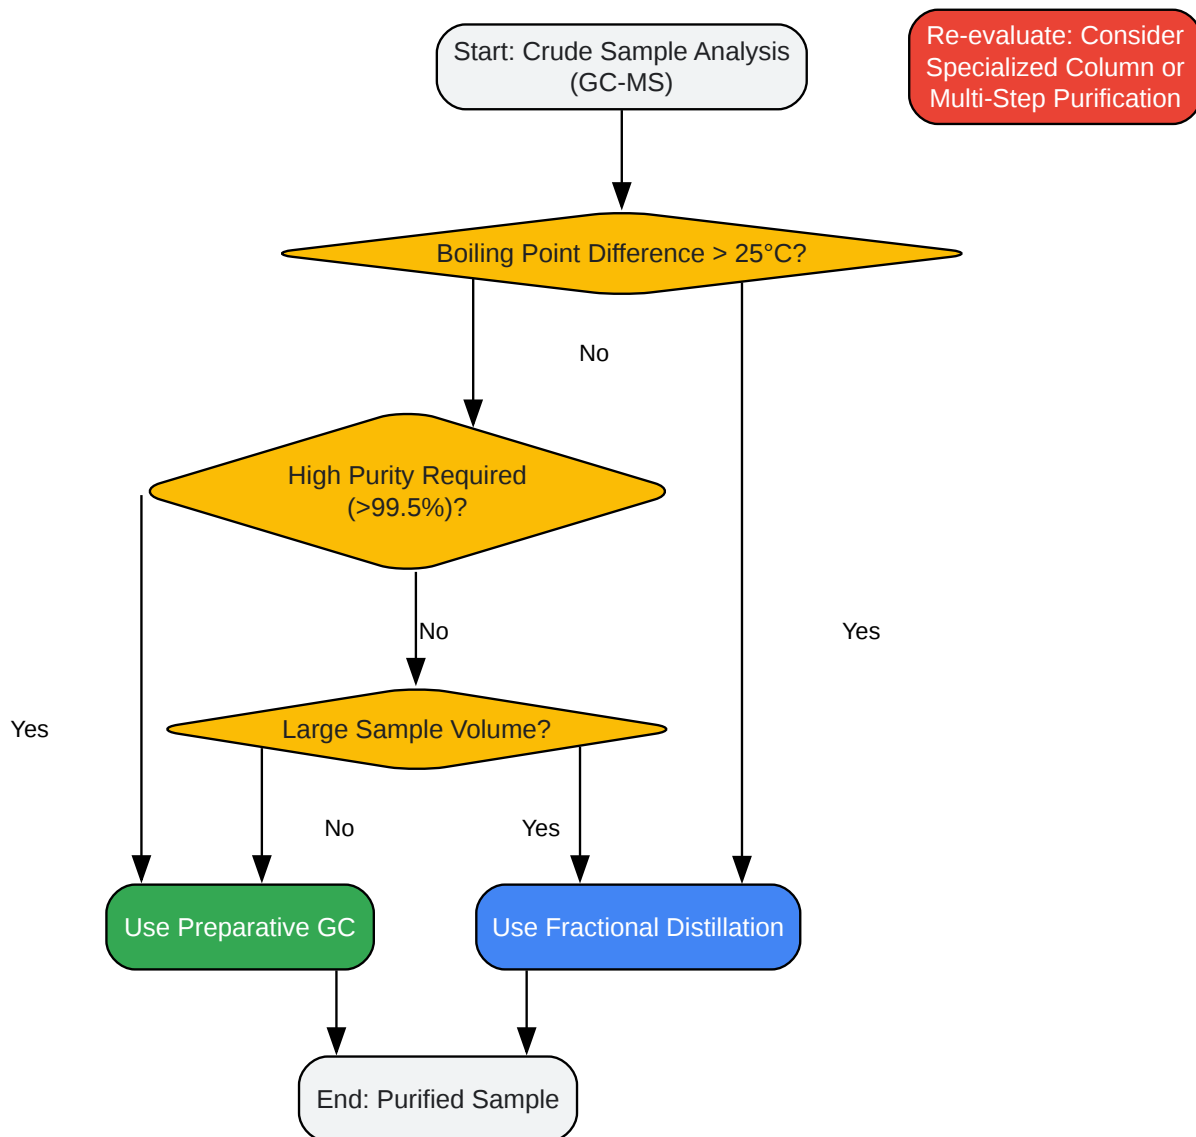 Start: Crude Sample Analysis
(GC-MS)
Re-evaluate: Consider
Specialized Column or
Multi-Step Purification
Boiling Point Difference > 25°C?
No
High Purity Required
(>99.5%)?
No
Yes
Yes
Large Sample Volume?
No
Yes
Use Preparative GC
Use Fractional Distillation
End: Purified Sample